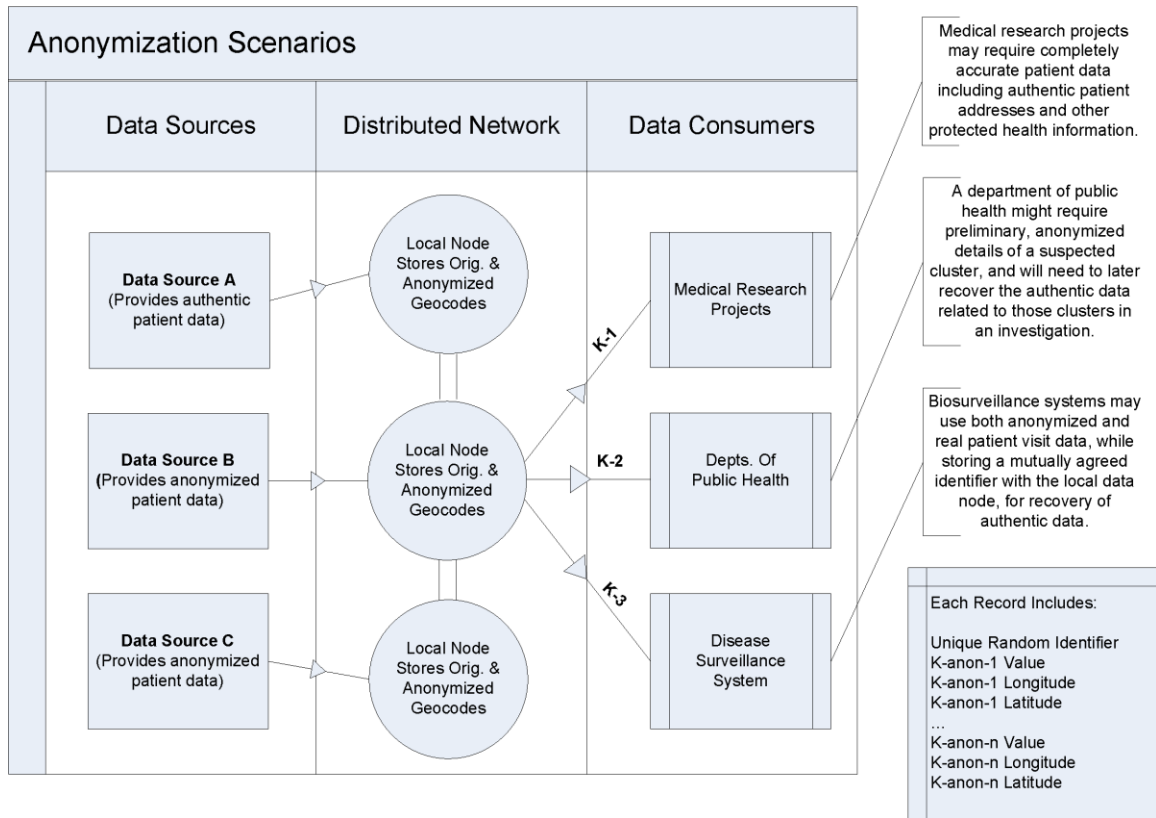 Anonymization Scenarios
Data Sources
Distributed Network
Data Consumers
Data Source A
(Provides authentic
patient data)
Local Node
Stores Orig. &
Anonymized
Geocodes
Medical Research
Projects
K-1
Data Source B
(Provides anonymized
patient data)
Local Node
Stores Orig. &
Anonymized
Geocodes
K-2
Depts. Of
Public Health
K-3
Data Source C
(Provides anonymized
patient data)
Local Node
Stores Orig. &
Anonymized
Geocodes
Disease
Surveillance
System
Medical research projects
may require completely
accurate patient data
including authentic patient
addresses and other
protected health information.
A department of public
health might require
preliminary, anonymized
details of a suspected
cluster, and will need to later
recover the authentic data
related to those clusters in
an investigation.
Biosurveillance systems may
use both anonymized and
real patient visit data, while
storing a mutually agreed
identifier with the local data
node, for recovery of
authentic data.
Each Record Includes:
Unique Random Identifier
K-anon-1 Value
K-anon-1 Longitude
K-anon-1 Latitude
...
K-anon-n Value
K-anon-n Longitude
K-anon-n Latitude